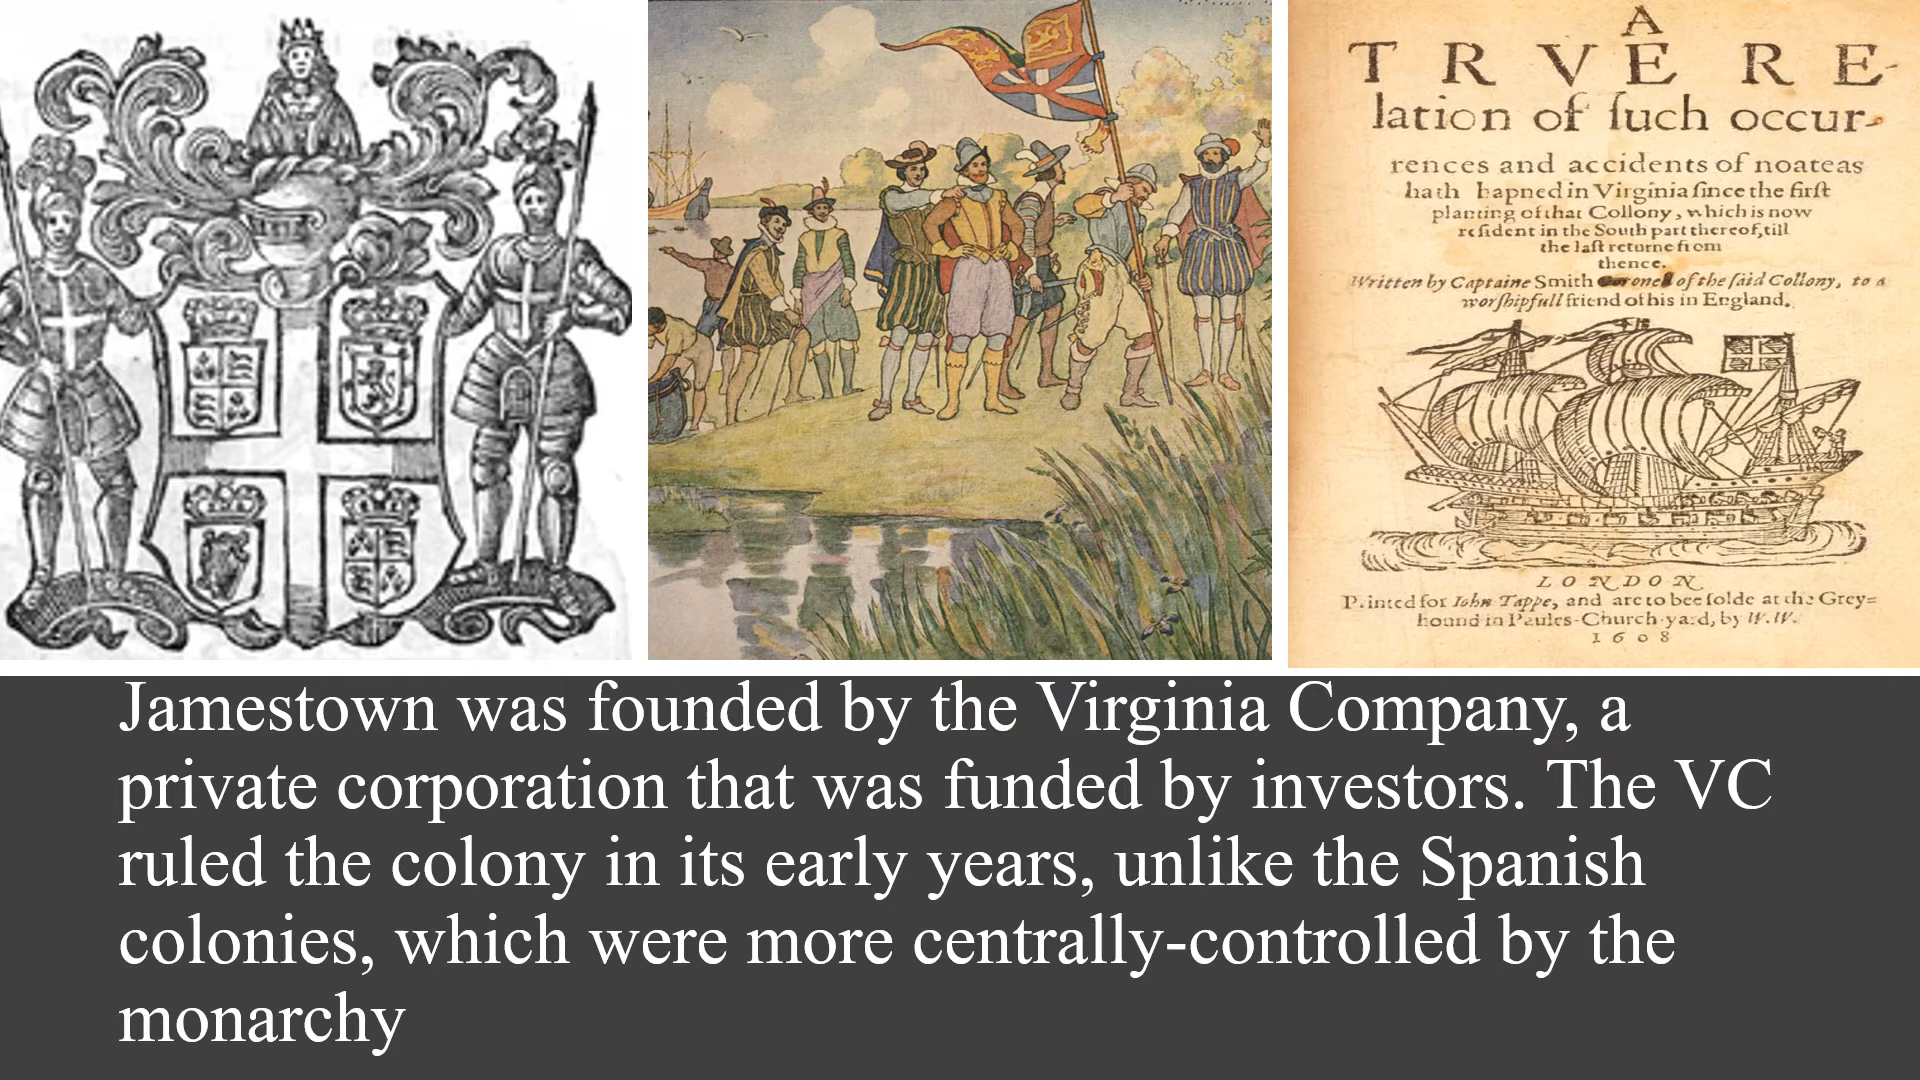 A
TRVE RE-
lation of ſuch occur-
rences and accidents of noateas
hath hapned in Virginia ſince the firſt
planting of that Collony, which is now
reſident in the South part thereof, till
the laſt returne from
thence.
Written by Captaine Smith Coronell of the ſaid Collony, to a
worſhipfull friend of his in England.
LONDON
Printed for Iohn Tappe, and are to bee ſolde at the Grey=
hound in Paules-Church-yard, by W.W.
1608
Jamestown was founded by the Virginia Company, a
private corporation that was funded by investors. The VC
ruled the colony in its early years, unlike the Spanish
colonies, which were more centrally-controlled by the
monarchy